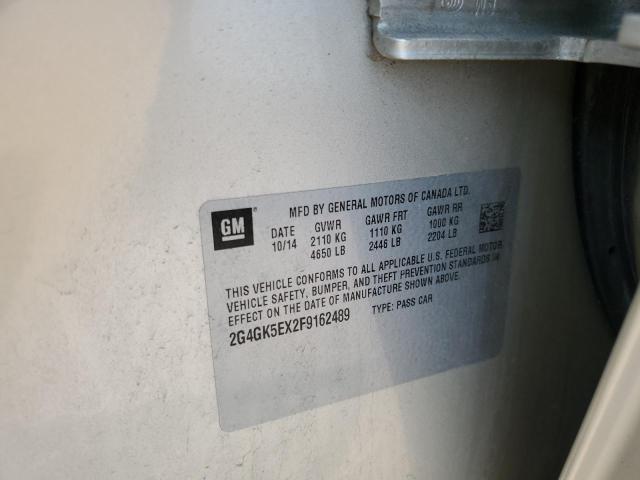 GM
MFD BY GENERAL MOTORS OF CANADA LTD.
DATE GVWR GAWR FRT GAWR RR
10/14 2110 KG 1110 KG 1000 KG
4650 LB 2446 LB 2204 LB
THIS VEHICLE CONFORMS TO ALL APPLICABLE U.S. FEDERAL MOTOR
VEHICLE SAFETY, BUMPER, AND THEFT PREVENTION STANDARDS IN
EFFECT ON THE DATE OF MANUFACTURE SHOWN ABOVE.
2G4GK5EX2F9162489 TYPE: PASS CAR